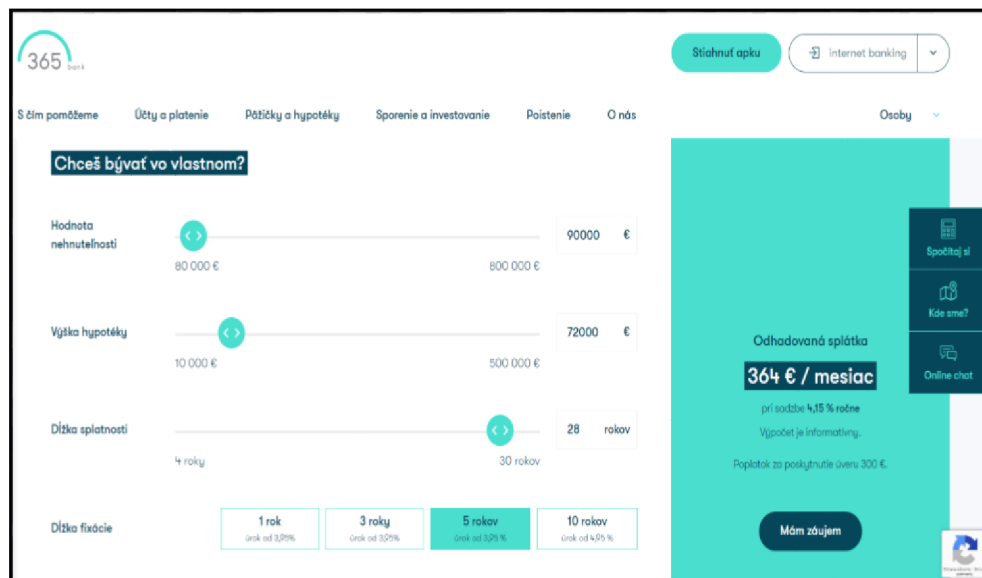 365 bank
Stiahnuť apku
Internet banking
S čím pomôžeme
Účty a platenie
Pôžičky a hypotéky
Sporenie a investovanie
Poistenie
O nás
Osoby
Chceš bývať vo vlastnom?
Hodnota
nehnuteľnosti
90000 €
80 000 €
800 000 €
Výška hypotéky
72000 €
10 000 €
500 000 €
Dĺžka splatnosti
28 rokov
4 roky
30 rokov
Dĺžka fixácie
1 rok
úrok od 3,95%
3 roky
úrok od 3,95%
5 rokov
úrok od 3,95 %
10 rokov
úrok od 4,95 %
Odhadovaná splátka
364 € / mesiac
pri sadzbe 4,15 % ročne
Výpočet je informatívny.
Poplatok za poskytnutie úveru 300 €.
Mám záujem
Spočítaj si
Kde sme?
Online chat